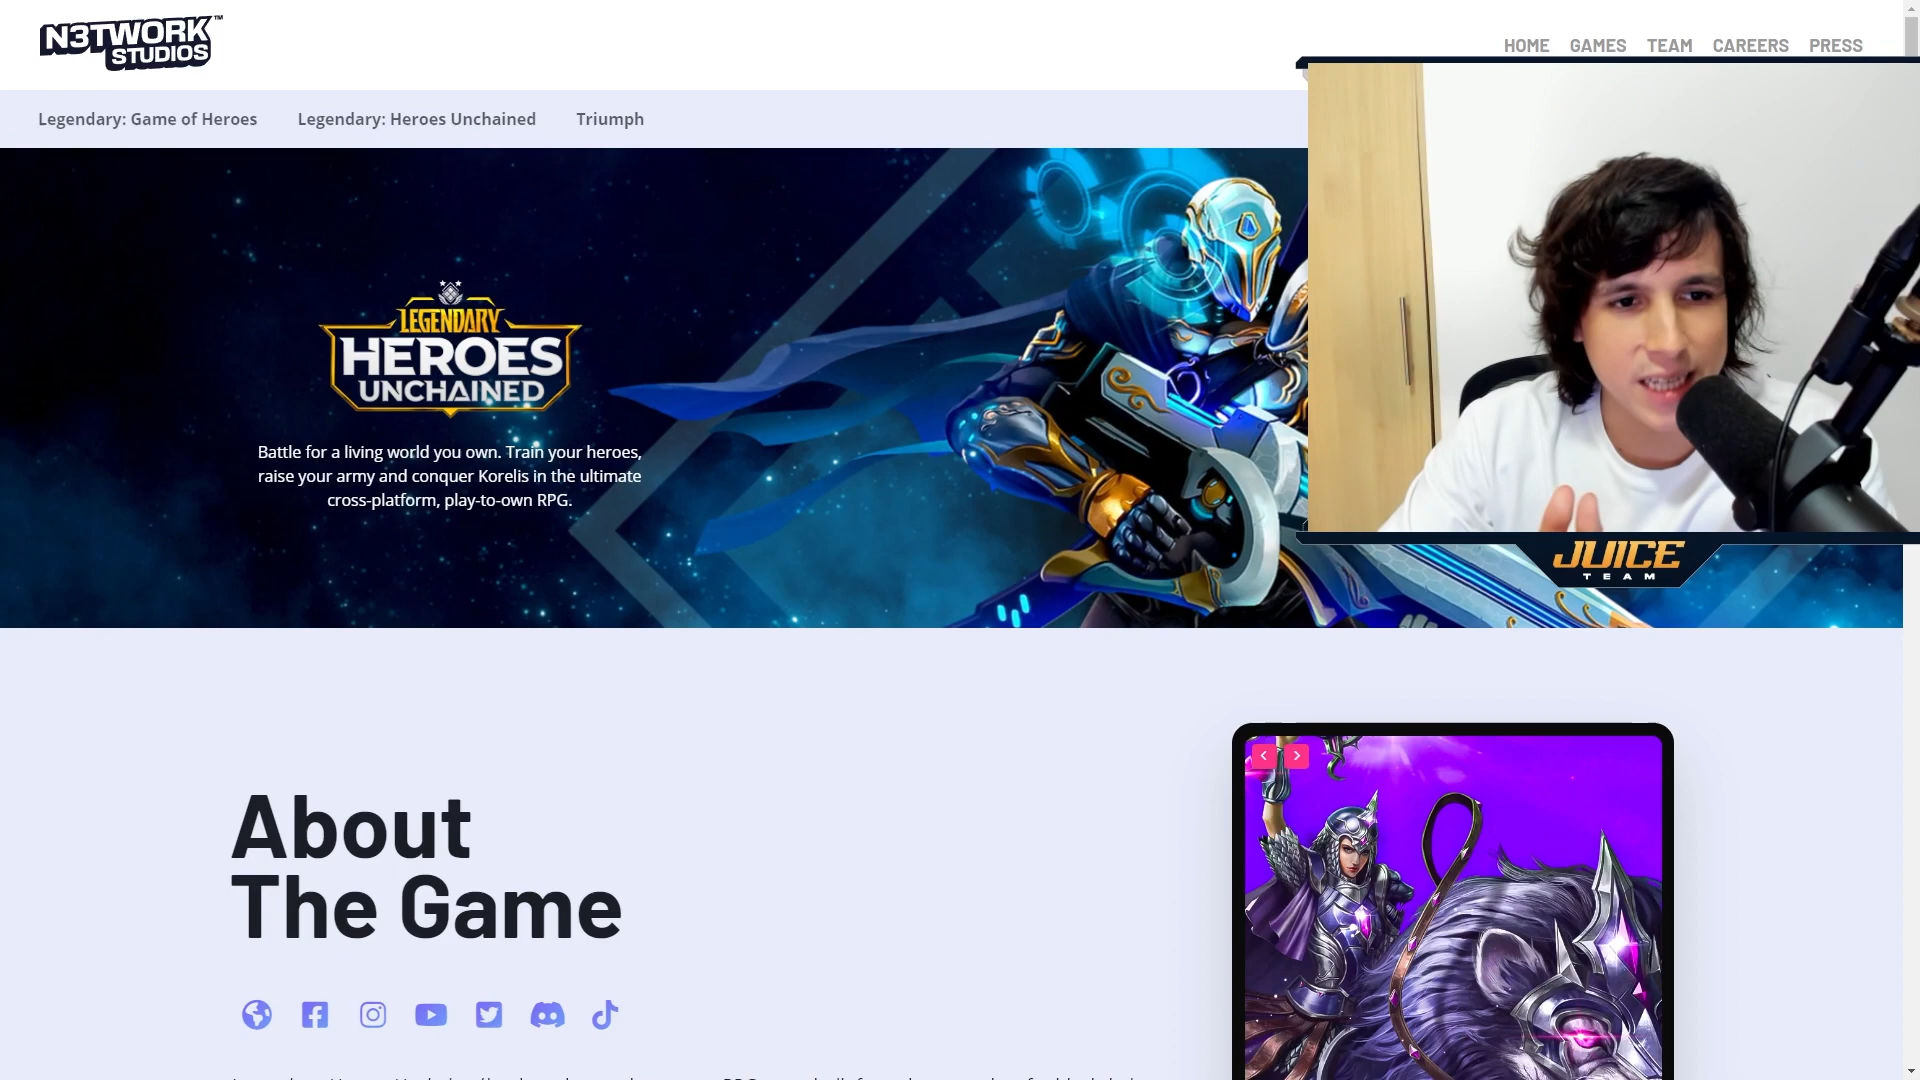 N3TWORK™
STUDIOS
HOME GAMES TEAM CAREERS PRESS
Legendary: Game of Heroes Legendary: Heroes Unchained Triumph
LEGENDARY
HEROES
UNCHAINED
Battle for a living world you own. Train your heroes,
raise your army and conquer Korelis in the ultimate
cross-platform, play-to-own RPG.
JUICE
TEAM
About
The Game